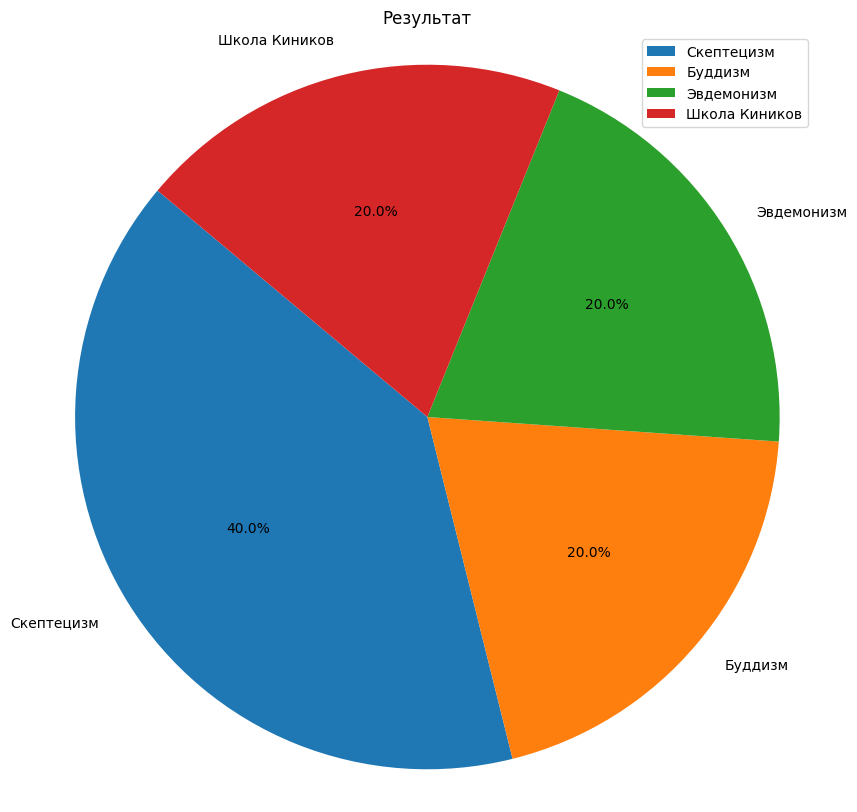 Результат
Школа Киников
Скептецизм
Буддизм
Эвдемонизм
Школа Киников
Эвдемонизм
20.0%
20.0%
40.0%
20.0%
Скептецизм
Буддизм